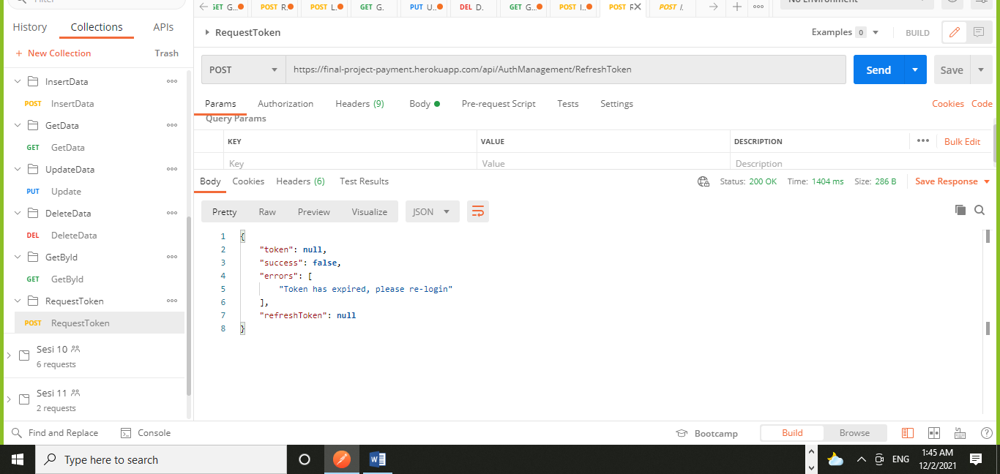 Filter
History Collections APIs
+ New Collection Trash
InsertData
POST InsertData
GetData
GET GetData
UpdateData
PUT Update
DeleteData
DEL DeleteData
GetById
GET GetById
RequestToken
POST RequestToken
Sesi 10
6 requests
Sesi 11
2 requests
GET G... POST R... POST L... GET G. PUT U... DEL D. GET G... POST I... POST R POST I.
No Environment
RequestToken Examples 0 BUILD
POST https://final-project-payment.herokuapp.com/api/AuthManagement/RefreshToken Send Save
Params Authorization Headers (9) Body Pre-request Script Tests Settings Cookies Code
Query Params
KEY VALUE DESCRIPTION Bulk Edit
Key Value Description
Body Cookies Headers (6) Test Results Status: 200 OK Time: 1404 ms Size: 286 B Save Response
Pretty Raw Preview Visualize JSON
1 {
2 "token": null,
3 "success": false,
4 "errors": [
5 "Token has expired, please re-login"
6 ],
7 "refreshToken": null
8 }
Find and Replace Console Bootcamp Build Browse
Type here to search ENG 1:45 AM
12/2/2021